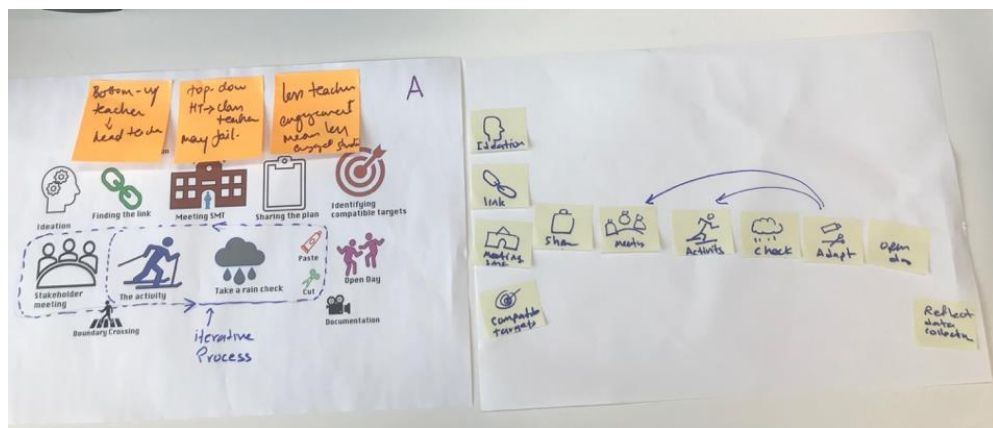 Bottom-up
teacher
head teacher
top-down
HT → class
teacher
may fail.
less teacher
engagement
mean less
engaged
A
Ideation
Finding the link
Meeting SMT
Sharing the plan
Identifying
compatible targets
Stakeholder
meeting
The activity
Take a rain check
Paste
Cut
Open Day
Documentation
Boundary Crossing
iterative
Process
Ideation
link
Meeting
SMT
Compatible
targets
Share
Meetin
Activity
Check
Adapt
open
day
Reflect
data
collection